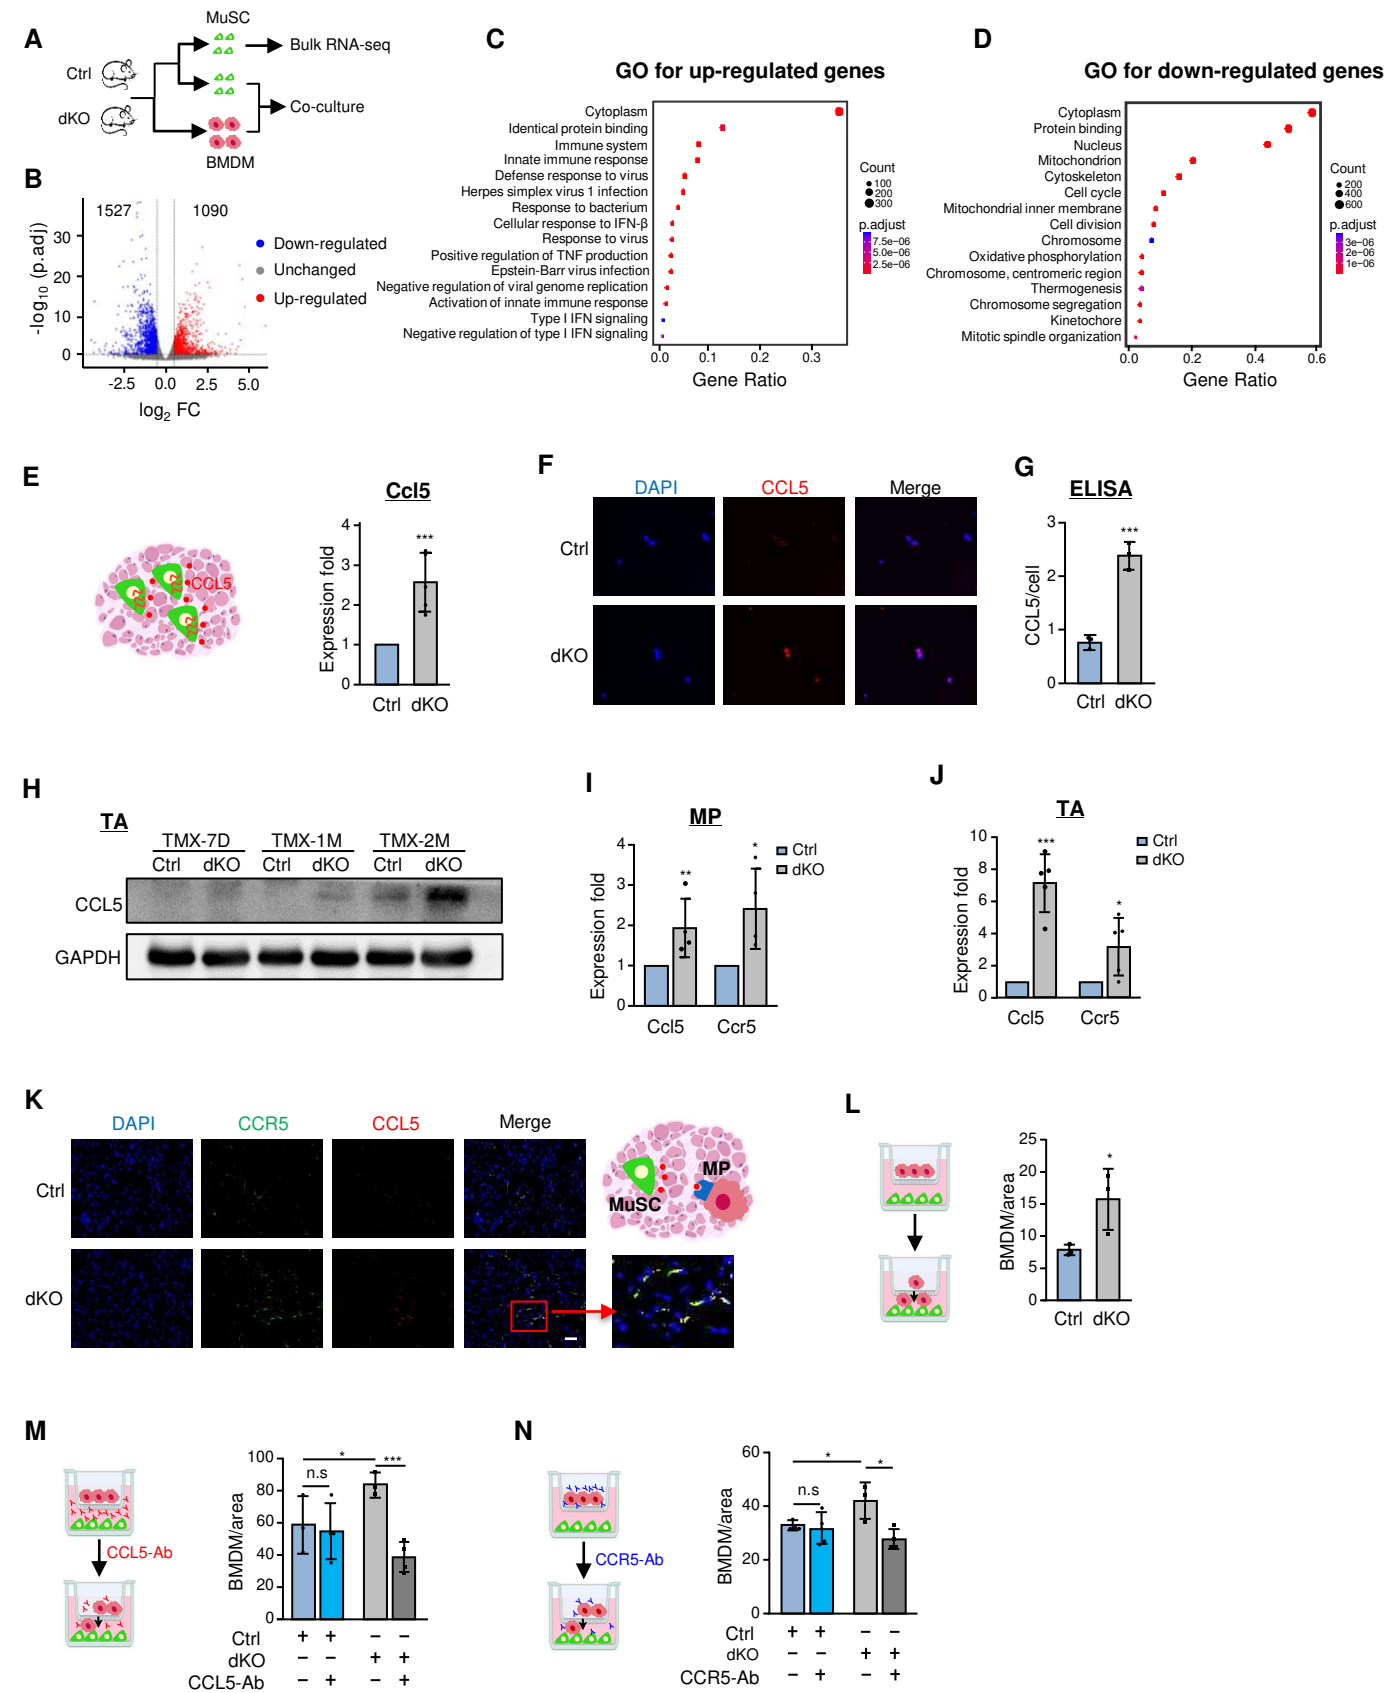 A
MuSC
Ctrl
dKO
Bulk RNA-seq
Co-culture
BMDM
B
1527
1090
-log10 (p.adj)
30
20
10
0
-2.5 0.0 2.5 5.0
log2 FC
Down-regulated
Unchanged
Up-regulated
C
GO for up-regulated genes
Cytoplasm
Identical protein binding
Immune system
Innate immune response
Defense response to virus
Herpes simplex virus 1 infection
Response to bacterium
Cellular response to IFN-β
Response to virus
Positive regulation of TNF production
Epstein-Barr virus infection
Negative regulation of viral genome replication
Activation of innate immune response
Type I IFN signaling
Negative regulation of type I IFN signaling
0.0 0.1 0.2 0.3
Gene Ratio
Count
100
200
300
p.adjust
7.5e-06
5.0e-06
2.5e-06
D
GO for down-regulated genes
Cytoplasm
Protein binding
Nucleus
Mitochondrion
Cytoskeleton
Cell cycle
Mitochondrial inner membrane
Cell division
Chromosome
Oxidative phosphorylation
Chromosome, centromeric region
Thermogenesis
Chromosome segregation
Kinetochore
Mitotic spindle organization
0.0 0.2 0.4 0.6
Gene Ratio
Count
200
400
600
p.adjust
3e-06
2e-06
1e-06
E
CCL5
Ccl5
Expression fold
4
3
2
1
0
***
Ctrl dKO
F
DAPI CCL5 Merge
Ctrl
dKO
G
ELISA
CCL5/cell
3
2
1
0
***
Ctrl dKO
H
TA
TMX-7D TMX-1M TMX-2M
Ctrl dKO Ctrl dKO Ctrl dKO
CCL5
GAPDH
I
MP
Expression fold
4
3
2
1
0
**
*
Ctrl
dKO
Ccl5 Ccr5
J
TA
Expression fold
10
8
6
4
2
0
***
*
Ctrl
dKO
Ccl5 Ccr5
K
DAPI CCR5 CCL5 Merge
Ctrl
dKO
MuSC
MP
L
BMDM/area
25
20
15
10
5
0
*
Ctrl dKO
M
CCL5-Ab
BMDM/area
100
80
60
40
20
0
n.s
*
***
Ctrl + + − −
dKO − − + +
CCL5-Ab − + − +
N
CCR5-Ab
BMDM/area
60
40
20
0
n.s
*
*
Ctrl + + − −
dKO − − + +
CCR5-Ab − + − +